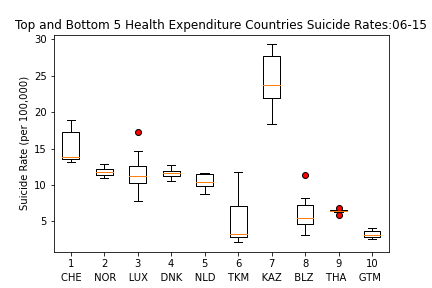 Top and Bottom 5 Health Expenditure Countries Suicide Rates:06-15
Suicide Rate (per 100,000)
30
25
20
15
10
5
1 2 3 4 5 6 7 8 9 10
CHE NOR LUX DNK NLD TKM KAZ BLZ THA GTM